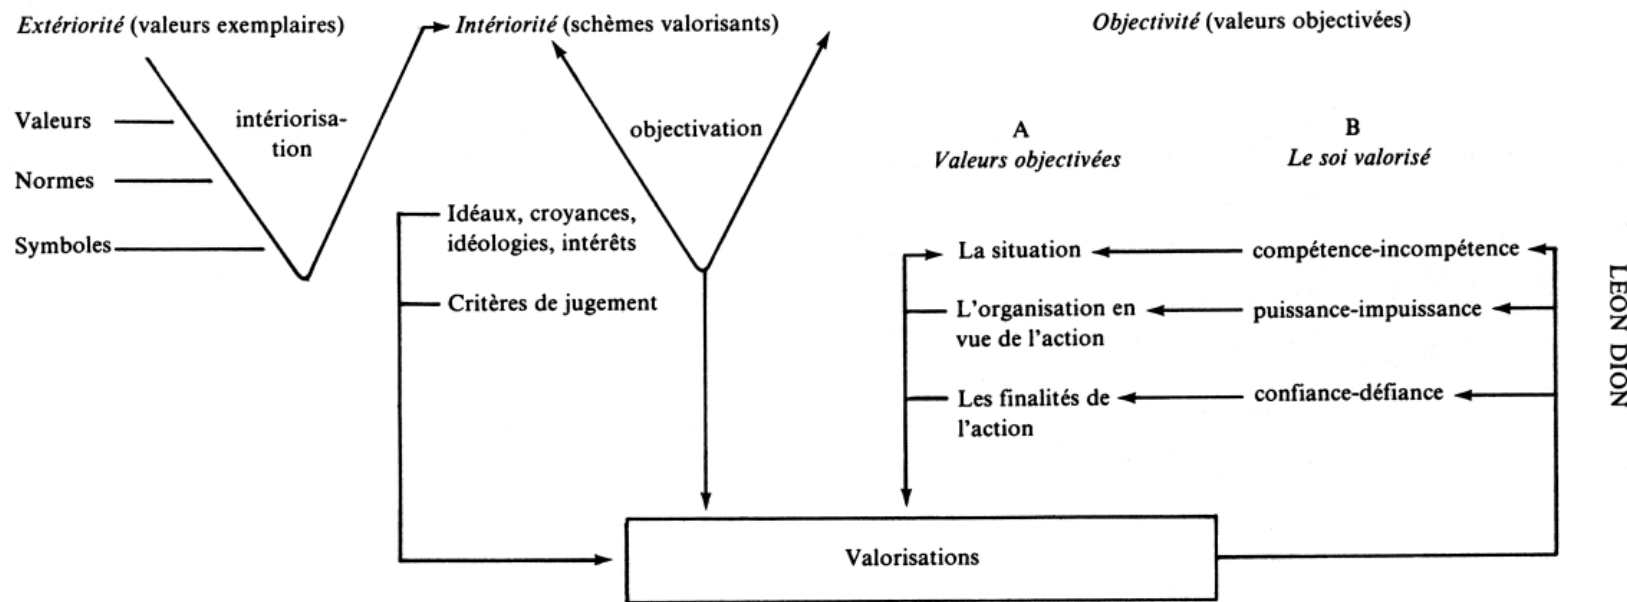 Extériorité (valeurs exemplaires)
Intériorité (schèmes valorisants)
Objectivité (valeurs objectivées)
Valeurs
Normes
Symboles
intériorisa-
tion
objectivation
Idéaux, croyances,
idéologies, intérêts
Critères de jugement
A
Valeurs objectivées
B
Le soi valorisé
La situation
compétence-incompétence
L'organisation en
vue de l'action
puissance-impuissance
Les finalités de
l'action
confiance-défiance
Valorisations
LEON DION